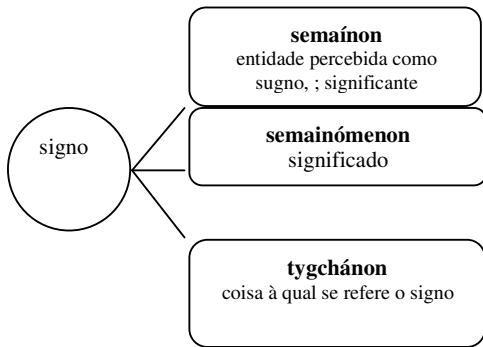 semaínon
entidade percebida como
sugno, ; significante
signo
semainómenon
significado
tygchánon
coisa à qual se refere o signo